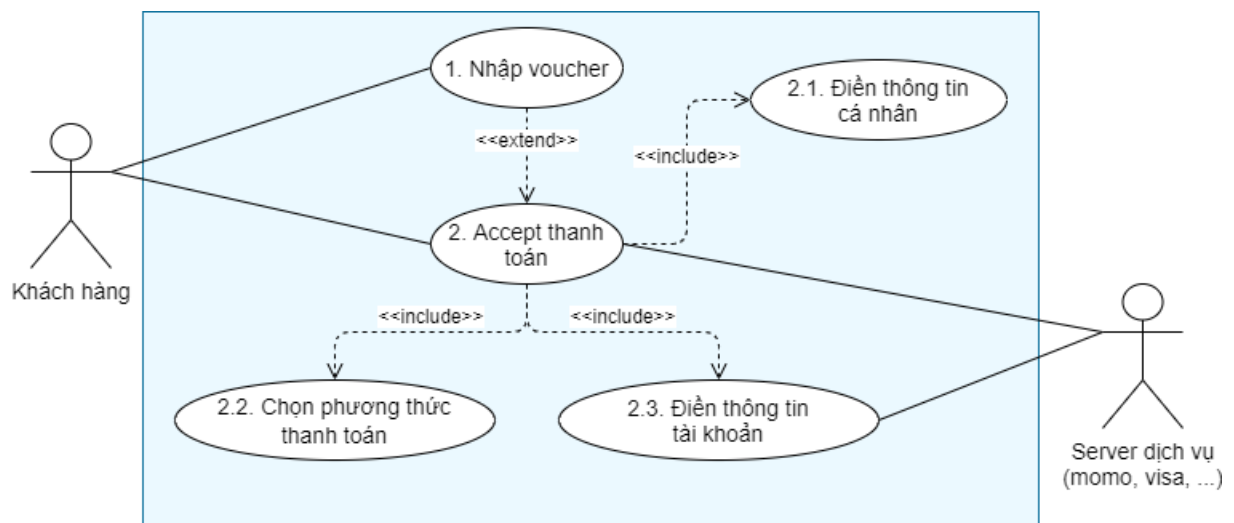 1. Nhập voucher
2.1. Điền thông tin
cá nhân
<<extend>>
<<include>>
2. Accept thanh
toán
Khách hàng
<<include>>
<<include>>
2.2. Chọn phương thức
thanh toán
2.3. Điền thông tin
tài khoản
Server dịch vụ
(momo, visa, ...)